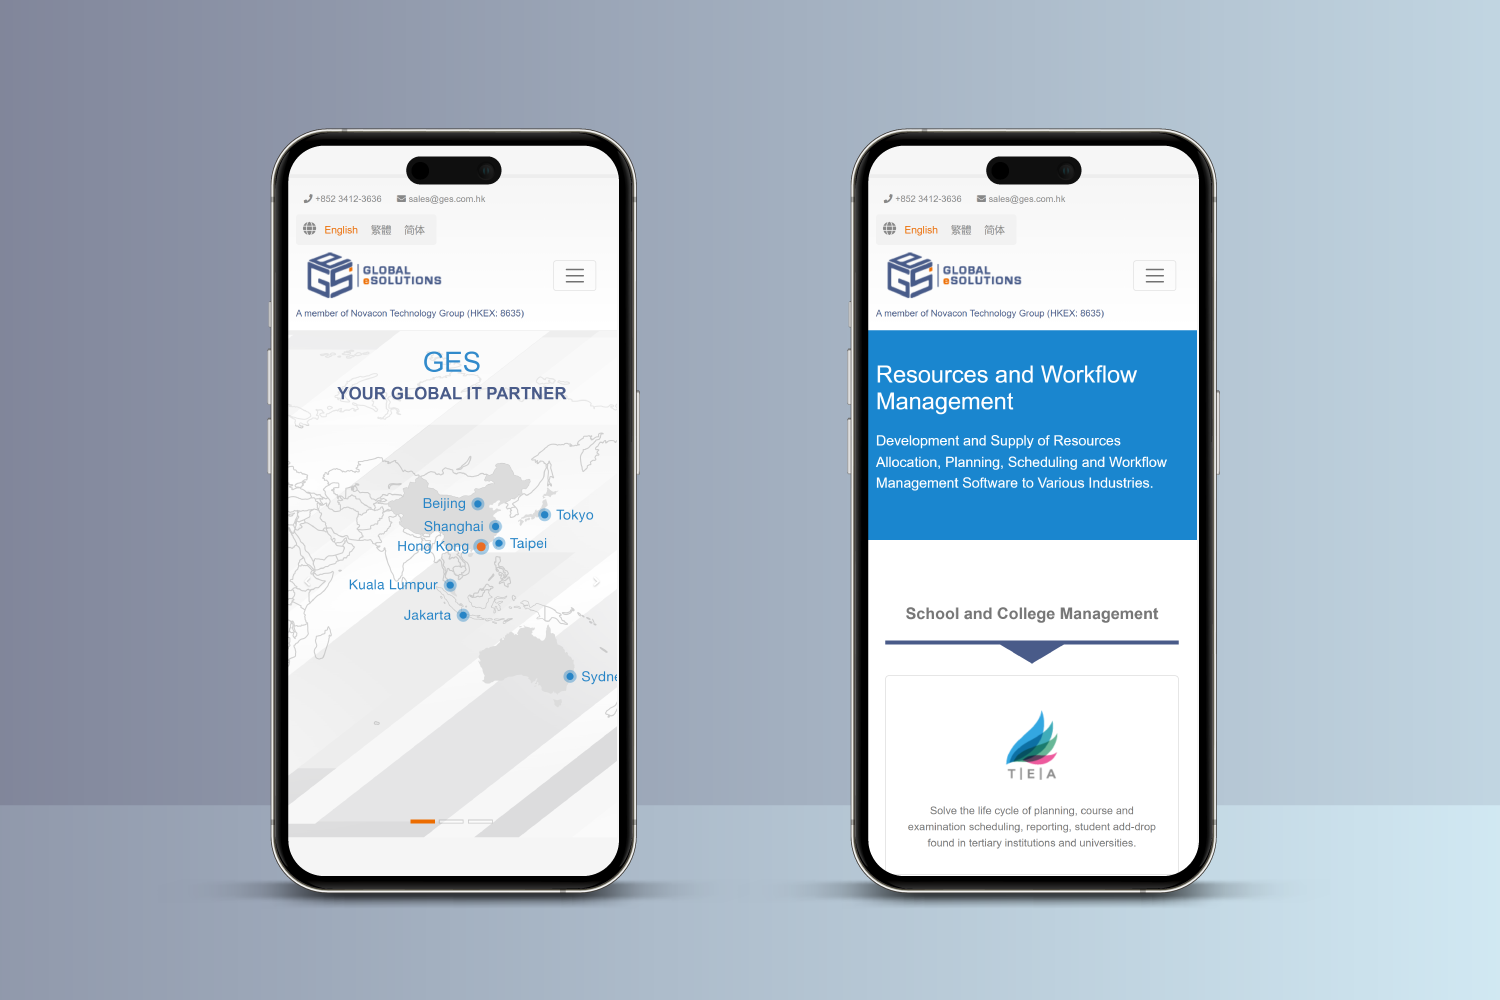 +852 3412-3636 sales@ges.com.hk
English 繁體 简体
GES GLOBAL
eSOLUTIONS
A member of Novacon Technology Group (HKEX: 8635)
GES
YOUR GLOBAL IT PARTNER
Beijing
Tokyo
Shanghai
Hong Kong
Taipei
Kuala Lumpur
Jakarta
Sydne
+852 3412-3636 sales@ges.com.hk
English 繁體 简体
GES GLOBAL
eSOLUTIONS
A member of Novacon Technology Group (HKEX: 8635)
Resources and Workflow
Management
Development and Supply of Resources
Allocation, Planning, Scheduling and Workflow
Management Software to Various Industries.
School and College Management
T|E|A
Solve the life cycle of planning, course and
examination scheduling, reporting, student add-drop
found in tertiary institutions and universities.